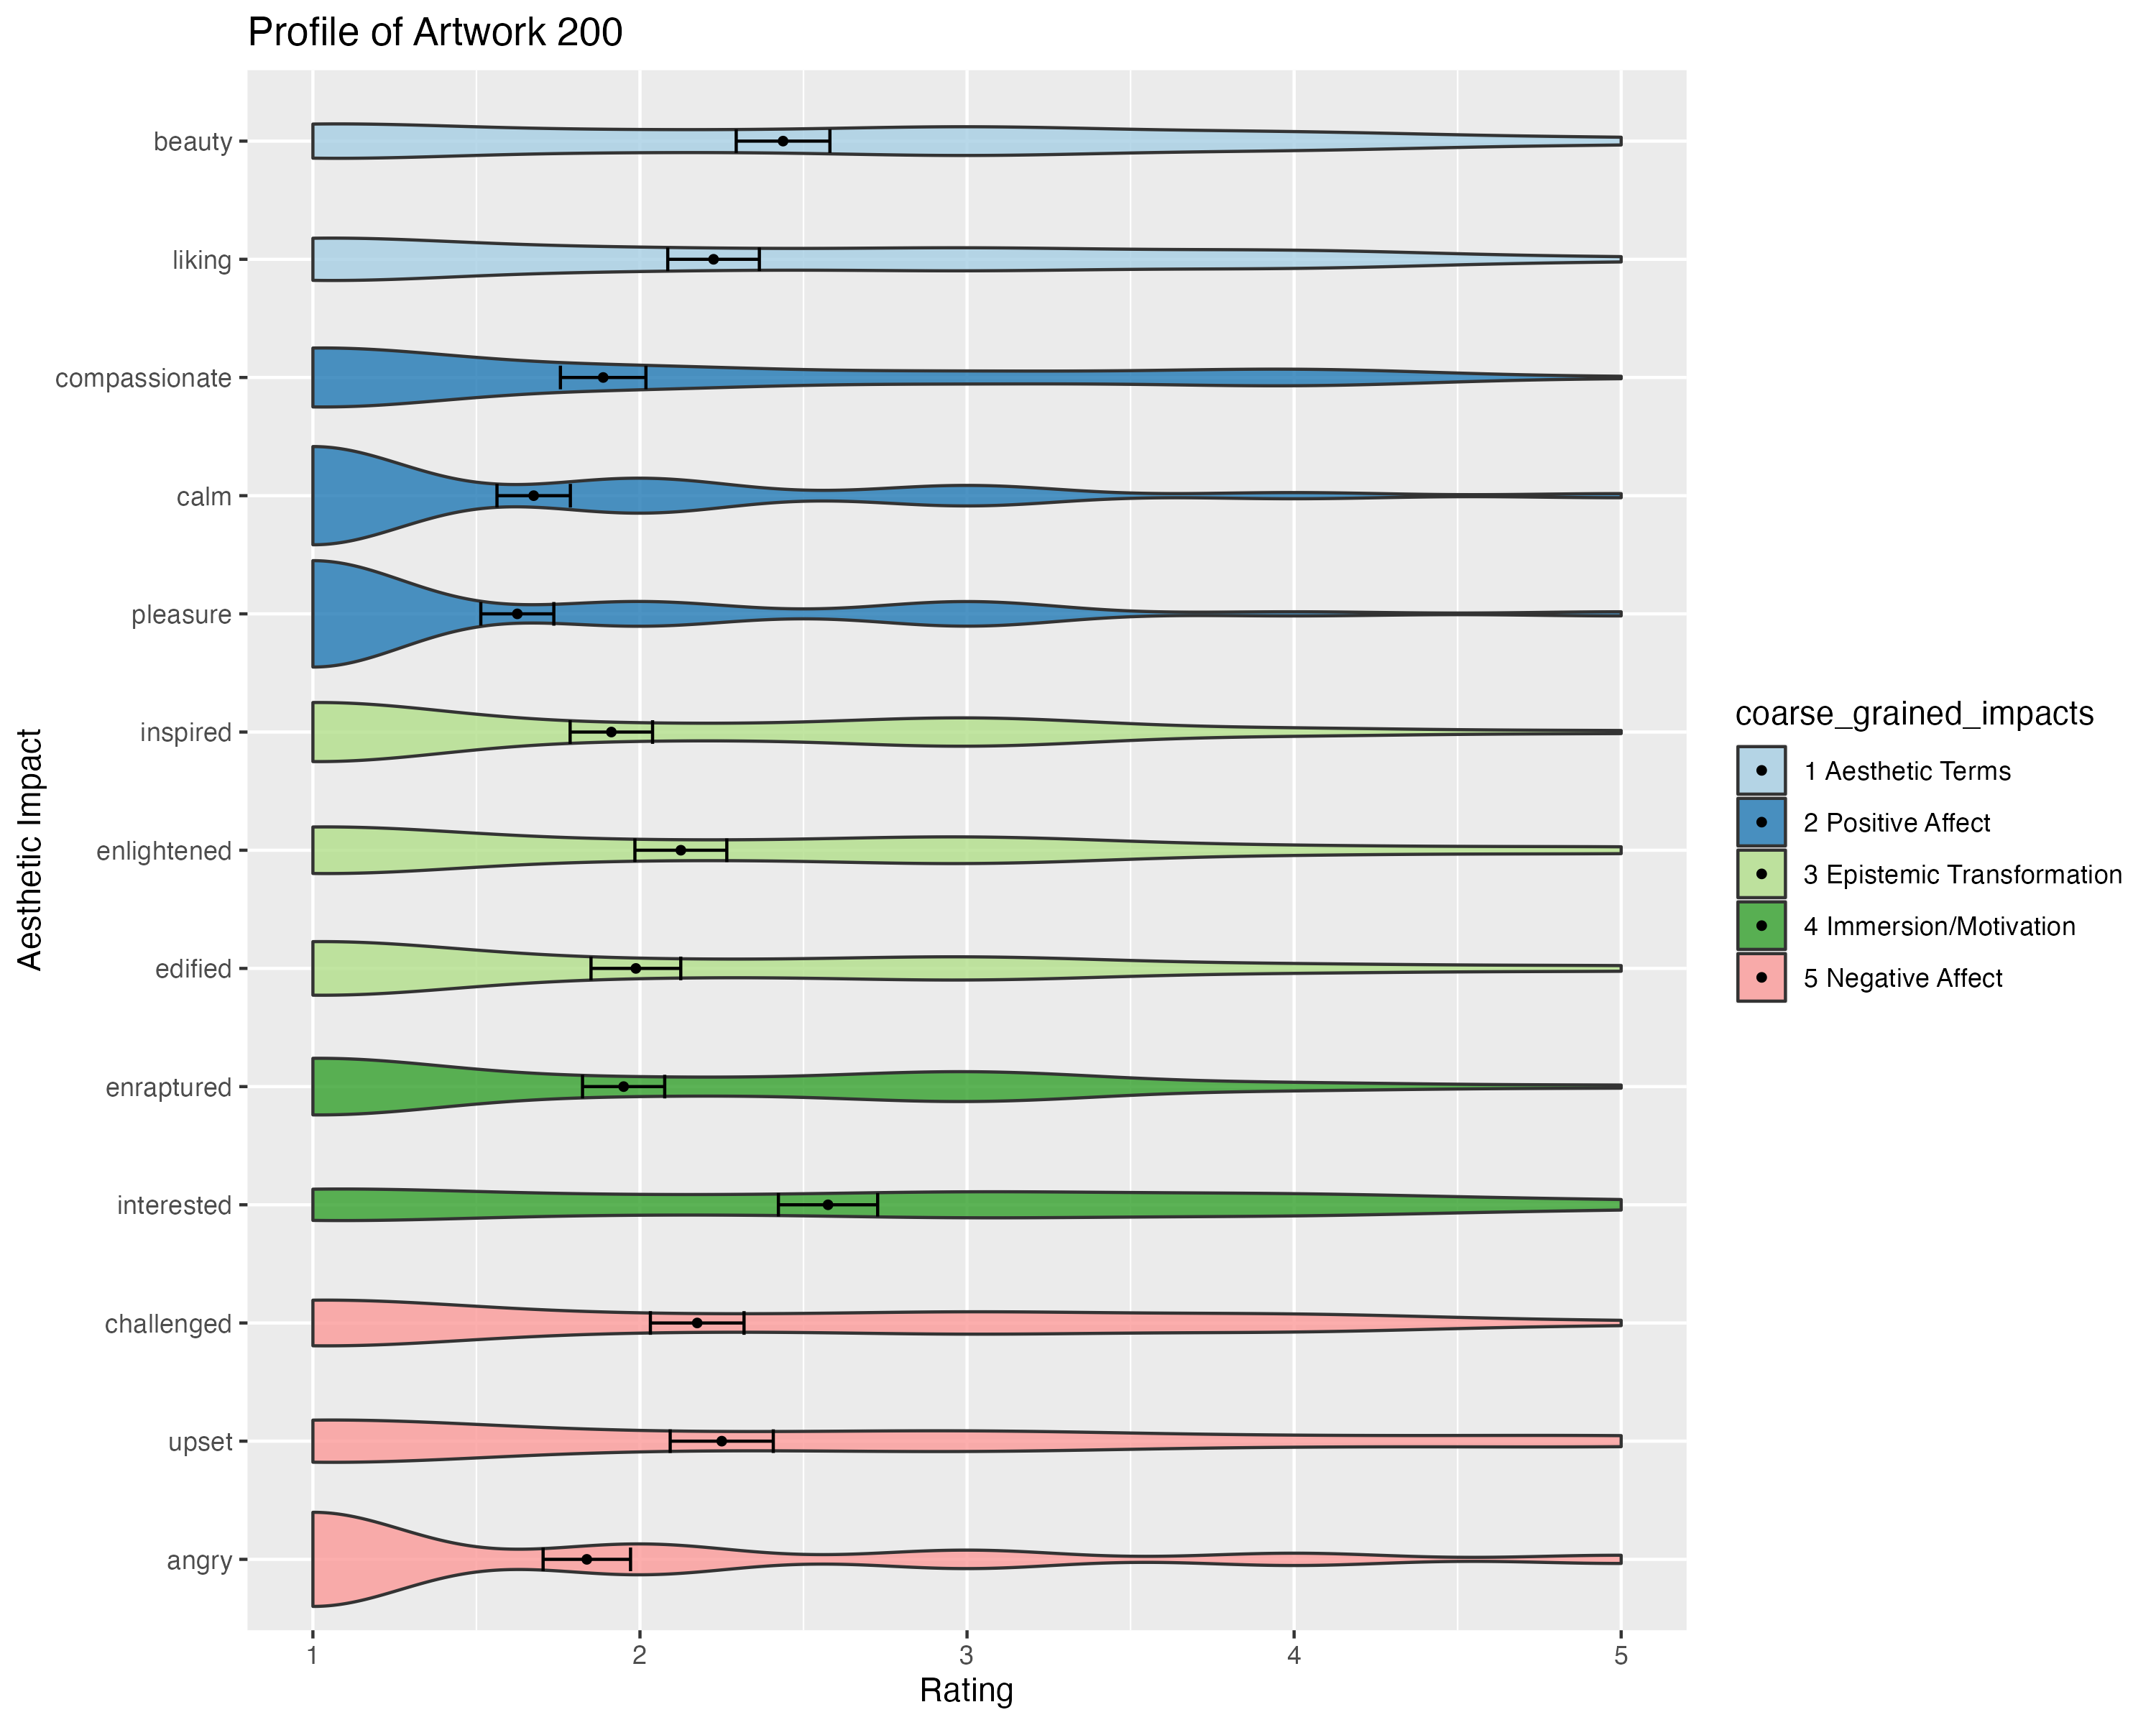 Profile of Artwork 200
Aesthetic Impact
beauty
liking
compassionate
calm
pleasure
inspired
enlightened
edified
enraptured
interested
challenged
upset
angry
1 2 3 4 5
Rating
coarse_grained_impacts
1 Aesthetic Terms
2 Positive Affect
3 Epistemic Transformation
4 Immersion/Motivation
5 Negative Affect